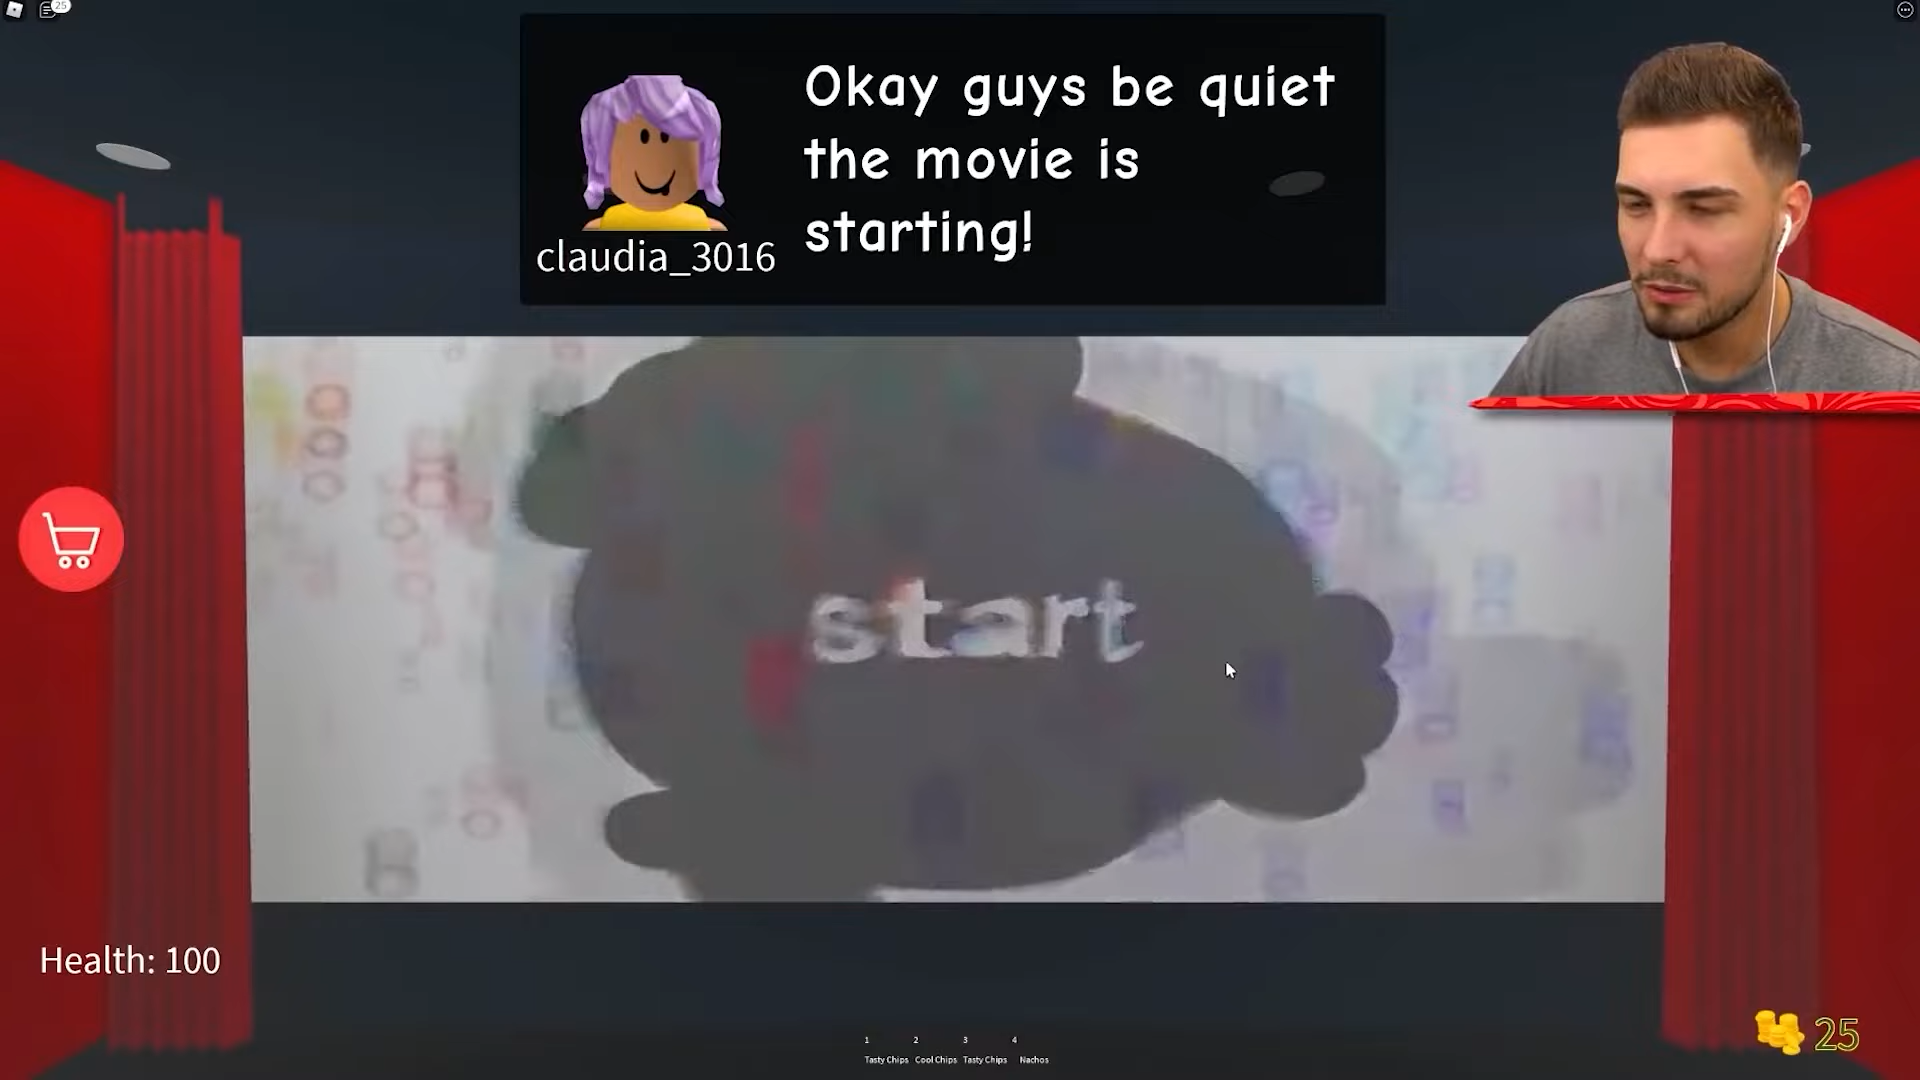 25
Okay guys be quiet
the movie is
starting!
claudia_3016
start
Health: 100
1 2 3 4
Tasty Chips Cool Chips Tasty Chips Nachos
25